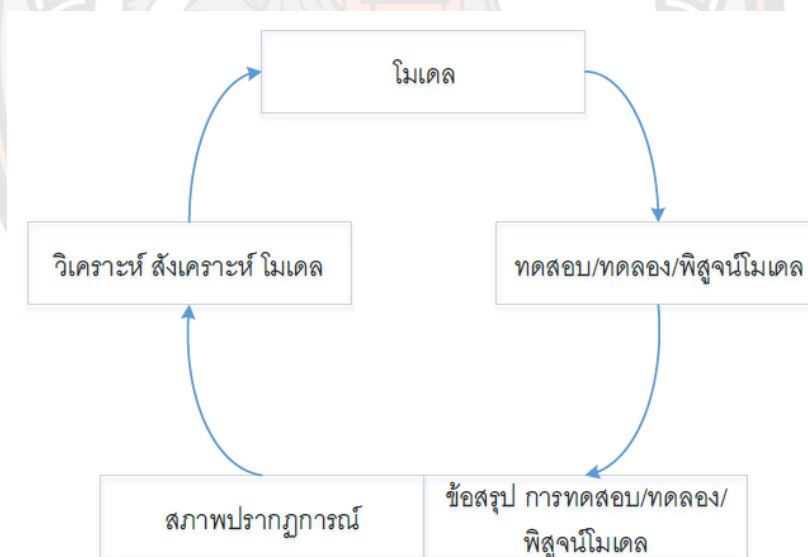 โมเดล
วิเคราะห์ สังเคราะห์ โมเดล
ทดสอบ/ทดลอง/พิสูจน์โมเดล
สภาพปรากฏการณ์
ข้อสรุป การทดสอบ/ทดลอง/
พิสูจน์โมเดล